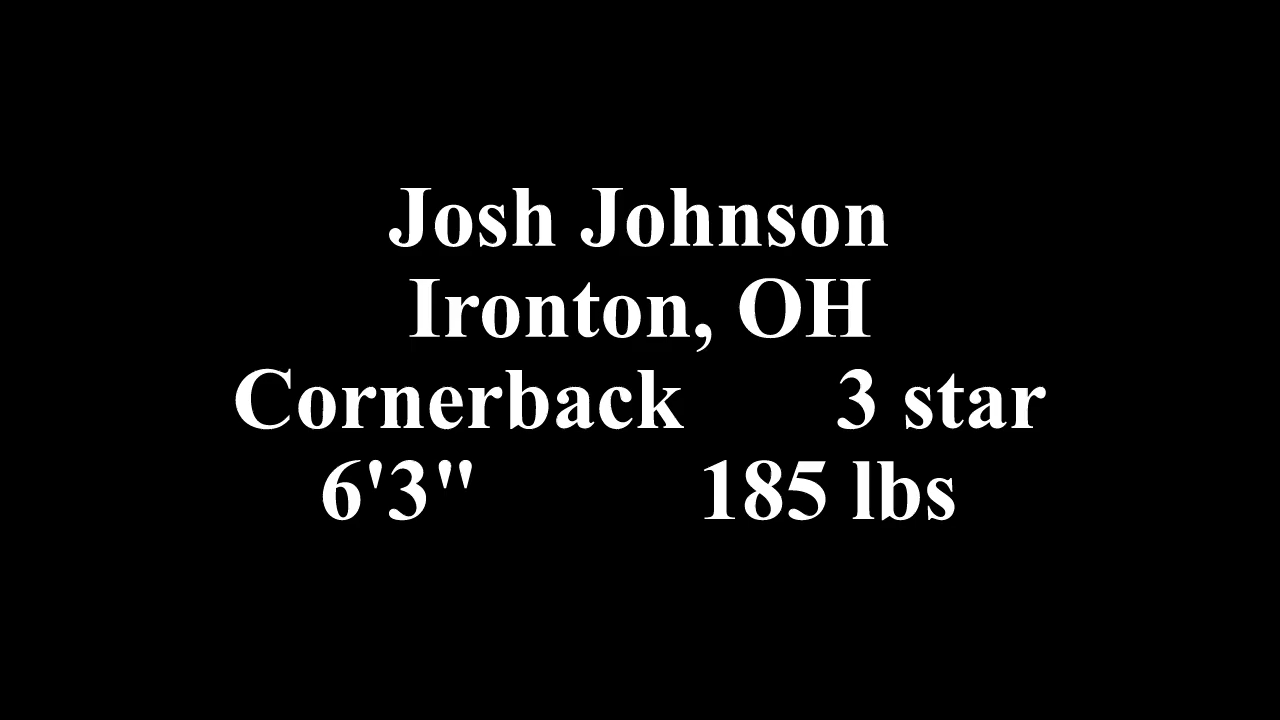 Josh Johnson
Ironton, OH
Cornerback 3 star
6'3" 185 lbs